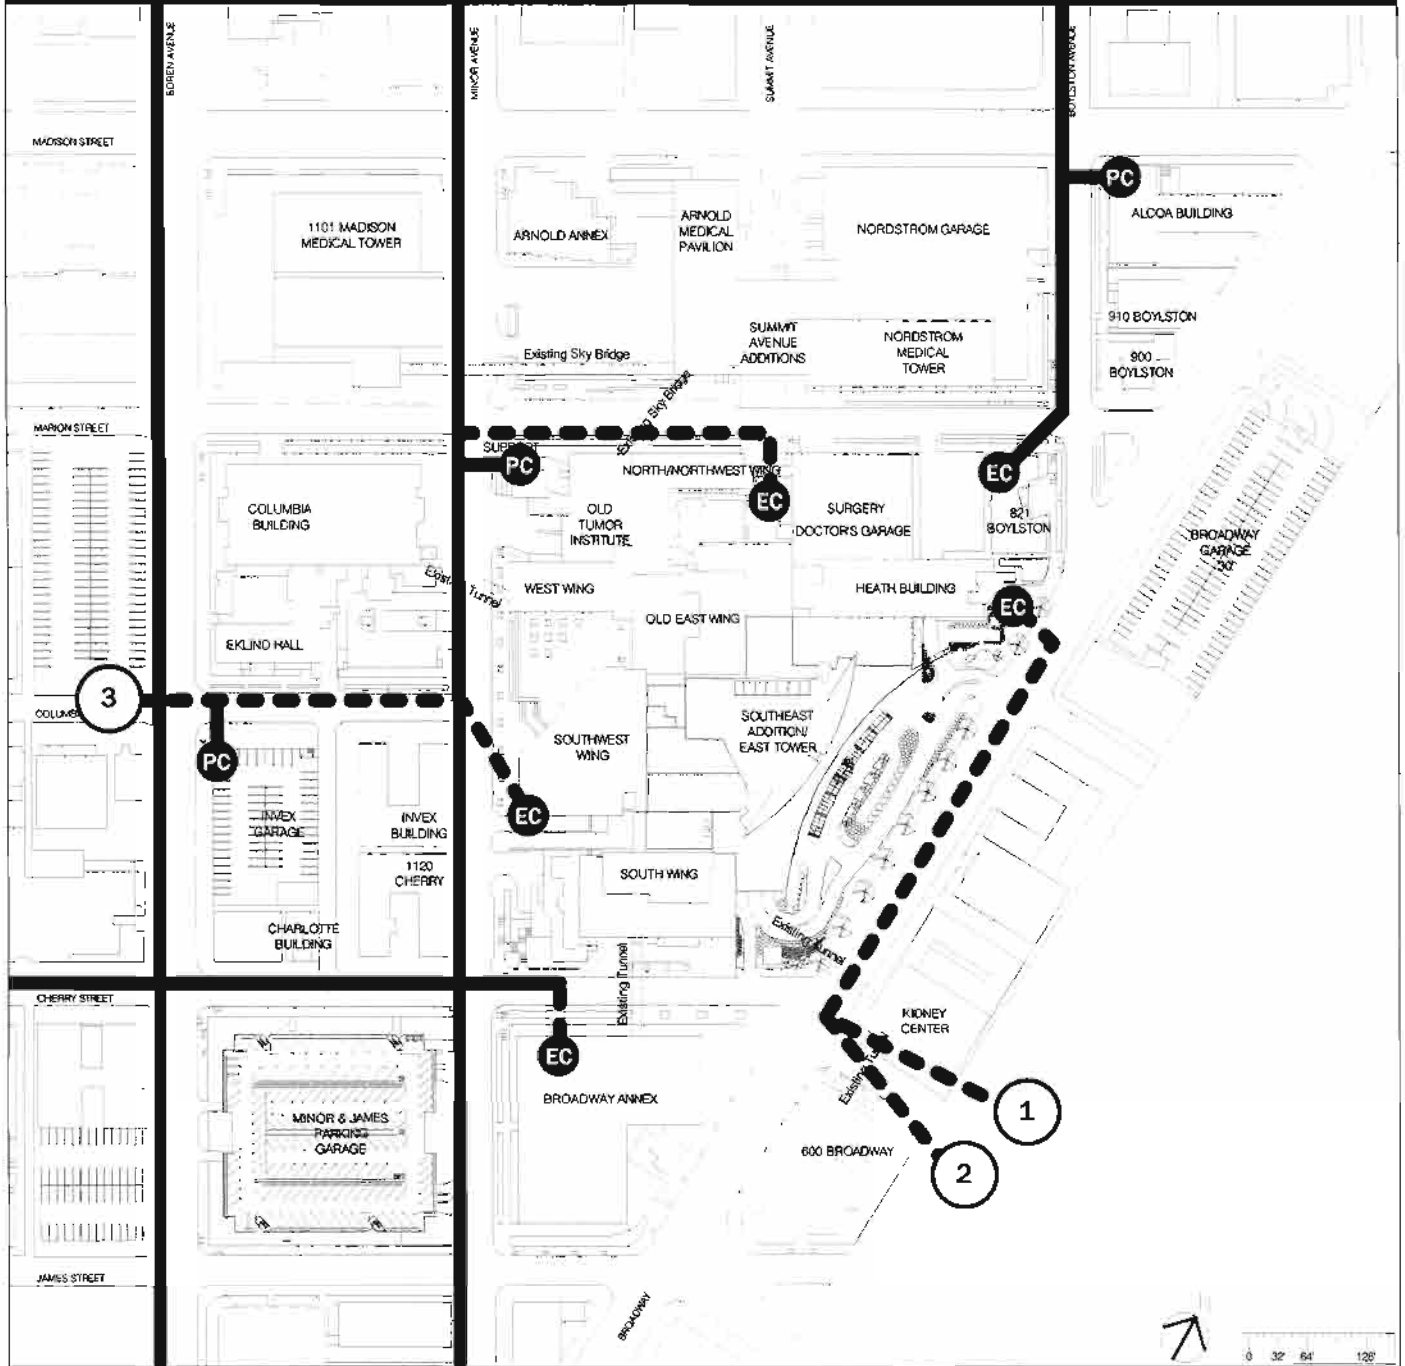 BOREN AVENUE
MINOR AVENUE
SUMMIT AVENUE
BOYLSTON AVENUE
MADISON STREET
PC
ALCOA BUILDING
1101 MADISON
MEDICAL TOWER
ARNOLD ANNEX
ARNOLD
MEDICAL
PAVILION
NORDSTROM GARAGE
910 BOYLSTON
SUMMIT
AVENUE
ADDITIONS
NORDSTROM
MEDICAL
TOWER
Existing Sky Bridge
900
BOYLSTON
Existing Sky Bridge
MARION STREET
SUPPORT
PC
NORTH/NORTHWEST WING
EC
EC
COLUMBIA
BUILDING
OLD
TUMOR
INSTITUTE
SURGERY
DOCTOR'S GARAGE
821
BOYLSTON
BROADWAY
GARAGE
30'
Tunnel
WEST WING
HEATH BUILDING
EC
OLD EAST WING
EKLIND HALL
3
SOUTHWEST
WING
SOUTHEAST
ADDITION/
EAST TOWER
PC
EC
INVEX
GARAGE
INVEX
BUILDING
1120
CHERRY
SOUTH WING
CHARLOTTE
BUILDING
Existing Tunnel
Existing Tunnel
CHERRY STREET
KIDNEY
CENTER
EC
Existing
BROADWAY ANNEX
1
MINOR & JAMES
PARKING
GARAGE
600 BROADWAY
2
JAMES STREET
BROADWAY
0 32' 64' 128'